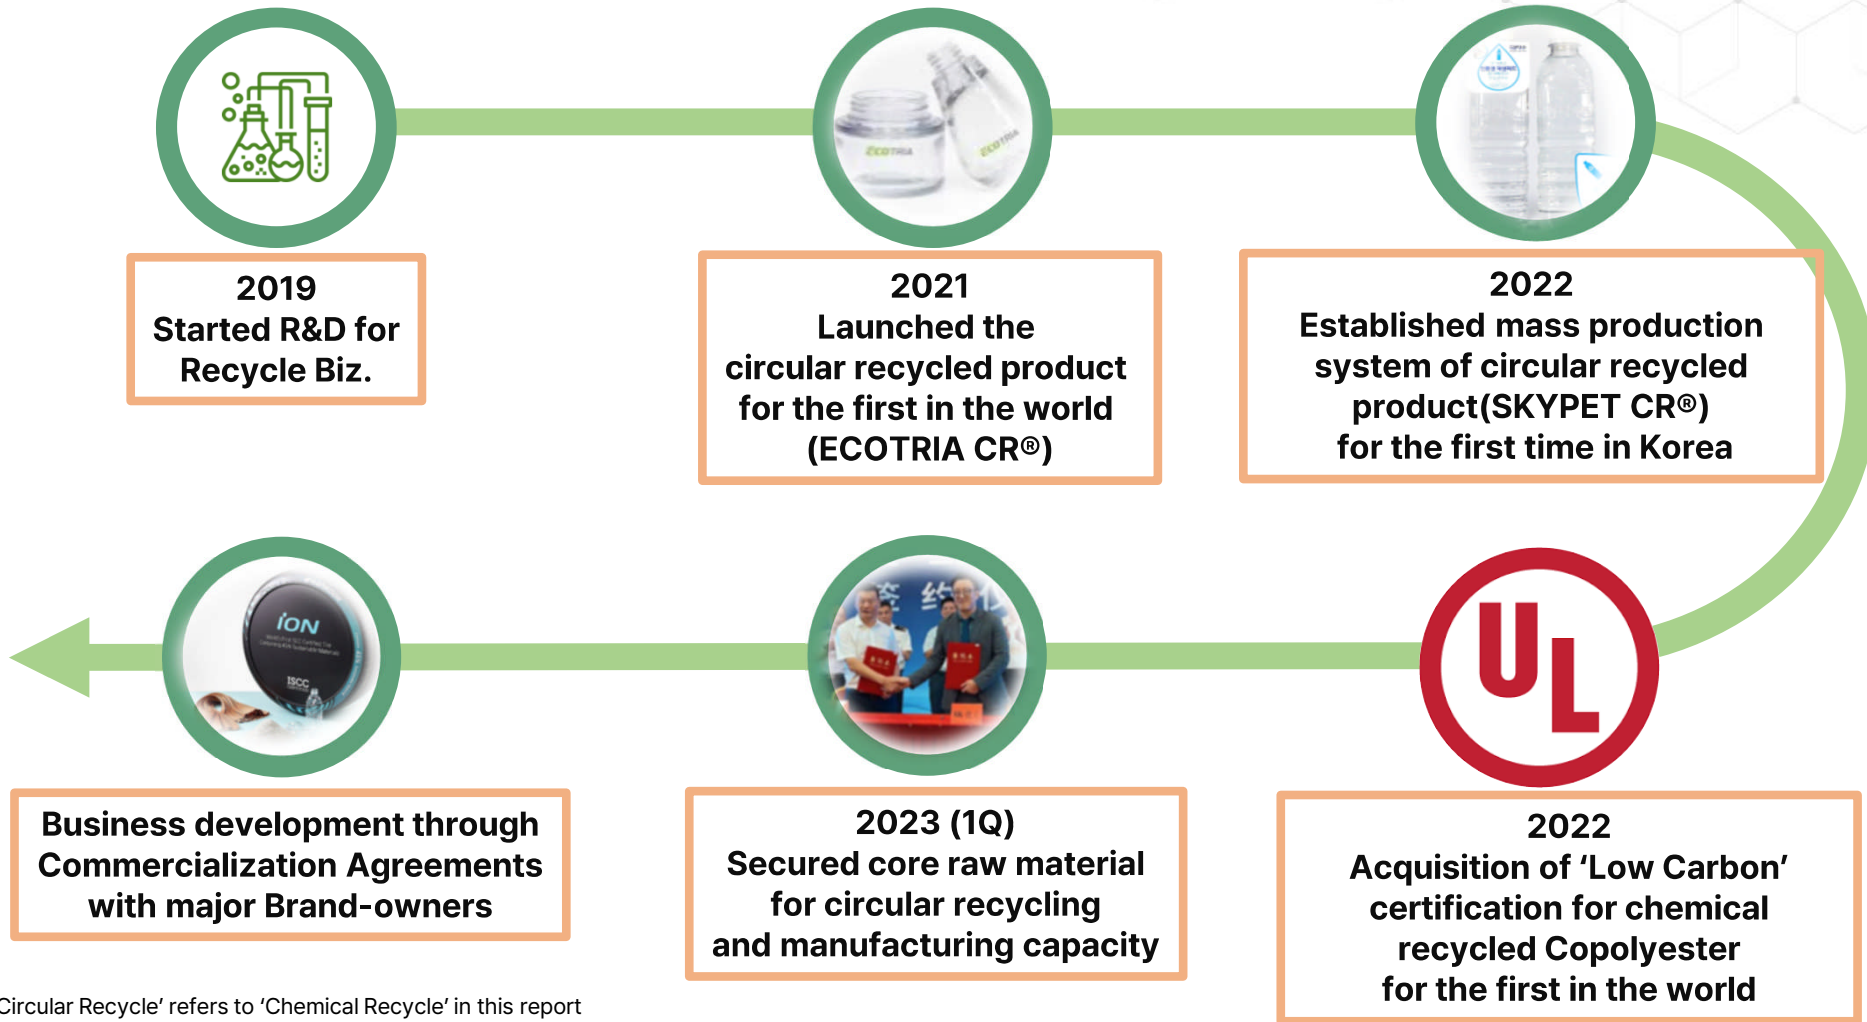 ECOTRIA
ECOTRIA
2019
Started R&D for
Recycle Biz.
2021
Launched the
circular recycled product
for the first in the world
(ECOTRIA CR®)
2022
Established mass production
system of circular recycled
product(SKYPET CR®)
for the first time in Korea
UL
2022
Acquisition of ‘Low Carbon’
certification for chemical
recycled Copolyester
for the first in the world
2023 (1Q)
Secured core raw material
for circular recycling
and manufacturing capacity
iON
ISCC
Business development through
Commercialization Agreements
with major Brand-owners
Circular Recycle’ refers to ‘Chemical Recycle’ in this report